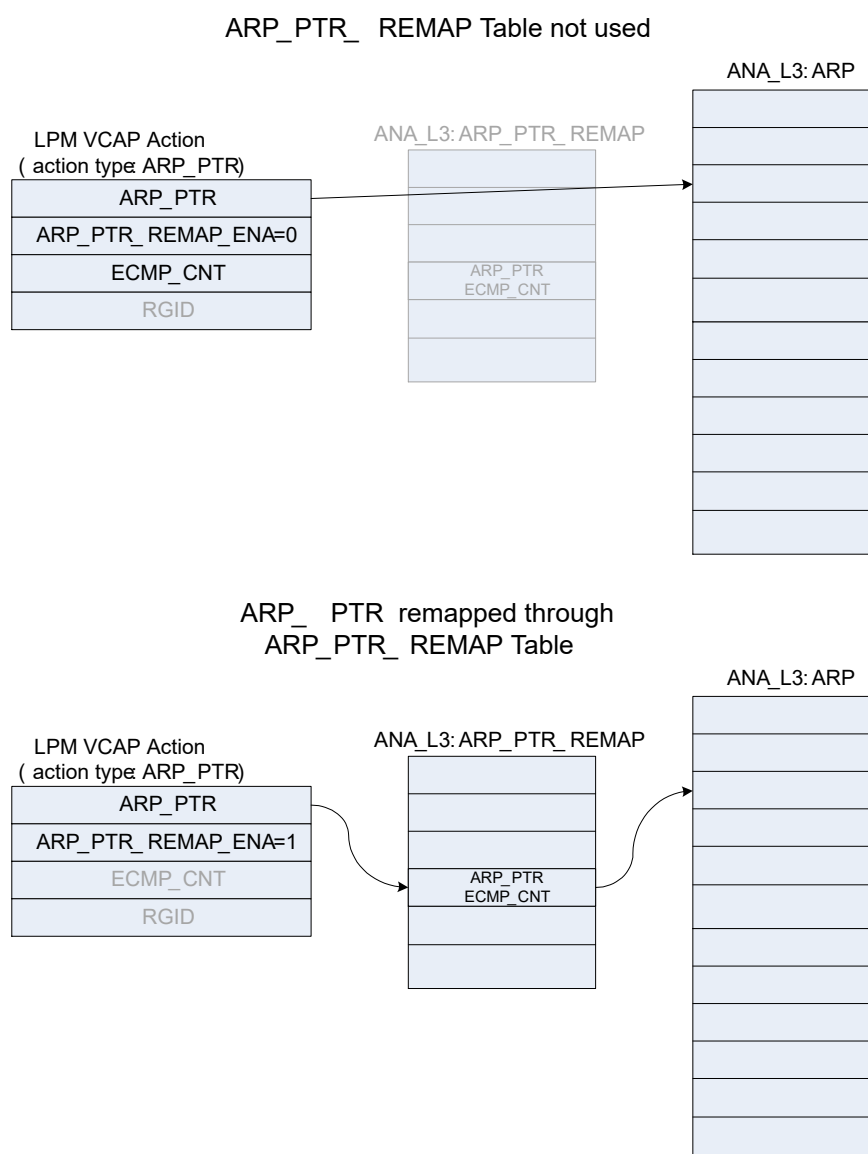 ARP_PTR_ REMAP Table not used
ANA_L3: ARP
LPM VCAP Action
( action type: ARP_PTR)
ANA_L3: ARP_PTR_ REMAP
ARP_PTR
ARP_PTR_ REMAP_ENA=0
ECMP_CNT
RGID
ARP_PTR
ECMP_CNT
ARP_ PTR remapped through
ARP_PTR_ REMAP Table
ANA_L3: ARP
LPM VCAP Action
( action type: ARP_PTR)
ANA_L3: ARP_PTR_ REMAP
ARP_PTR
ARP_PTR_ REMAP_ENA=1
ECMP_CNT
RGID
ARP_PTR
ECMP_CNT